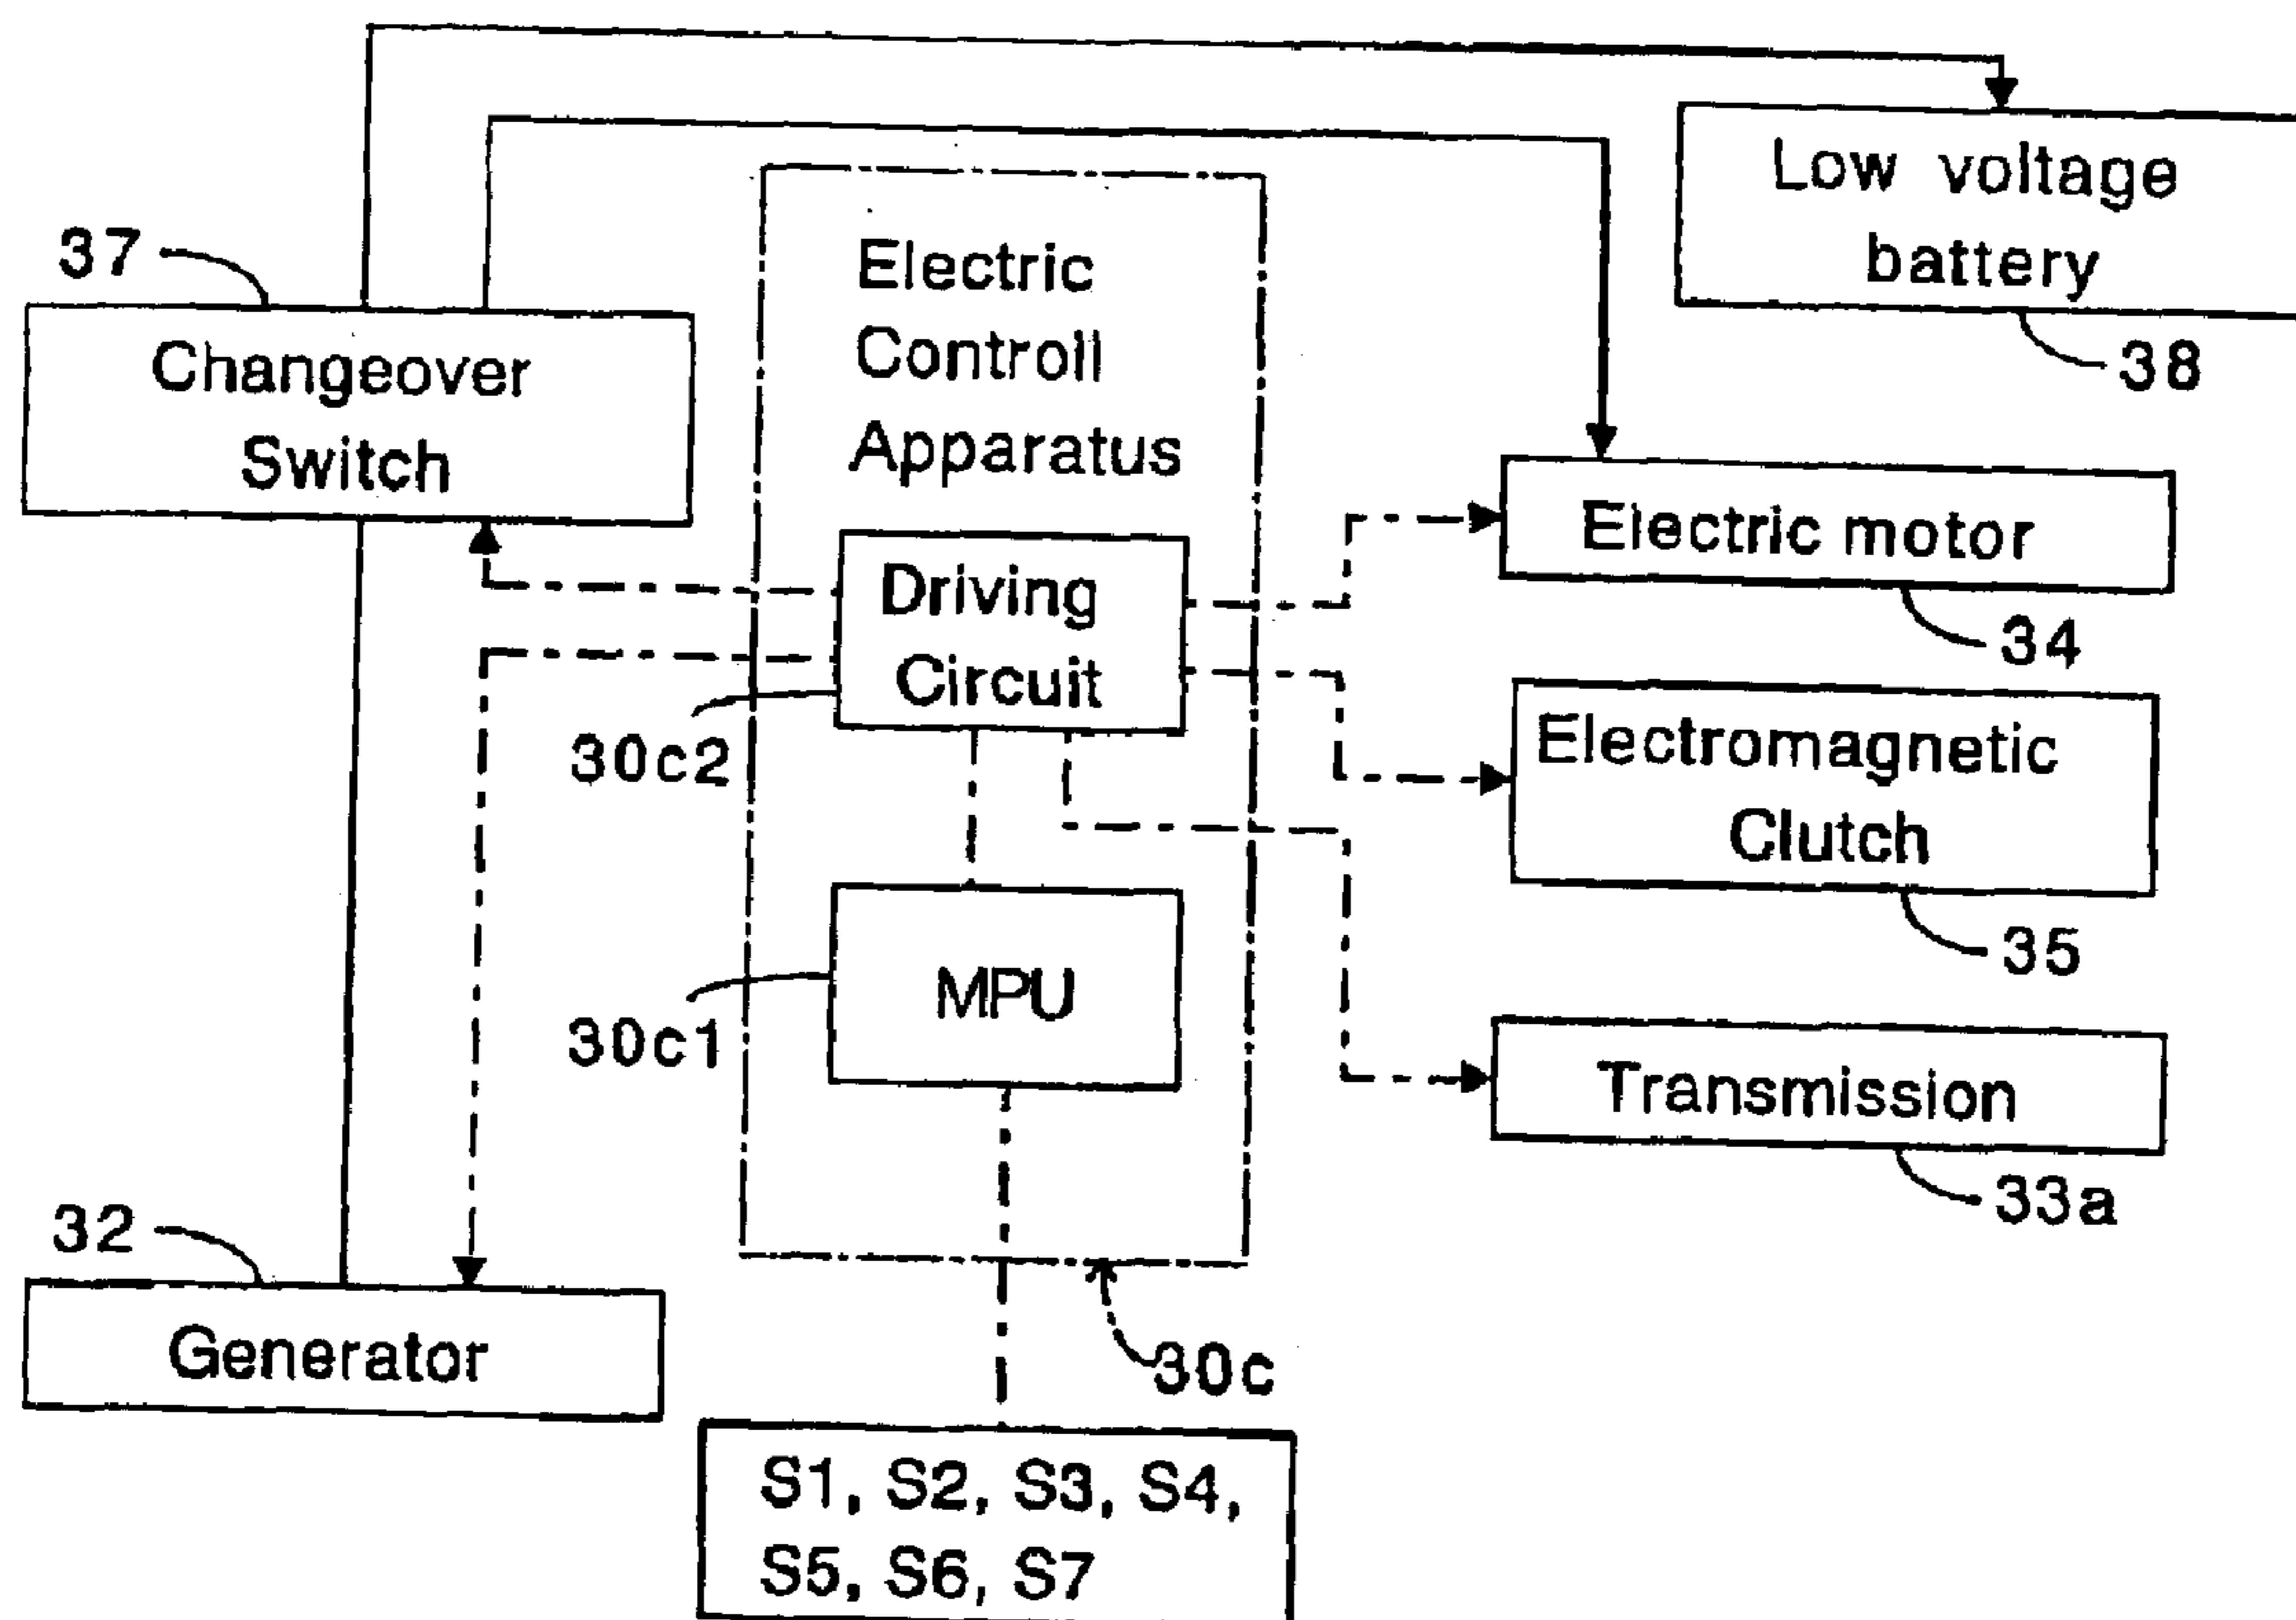 Low voltage
battery
38
37
Changeover
Switch
Electric
Controll
Apparatus
Electric motor
34
Driving
Circuit
30c2
Electromagnetic
Clutch
35
MPU
30c1
Transmission
33a
32
Generator
30c
S1, S2, S3, S4,
S5, S6, S7